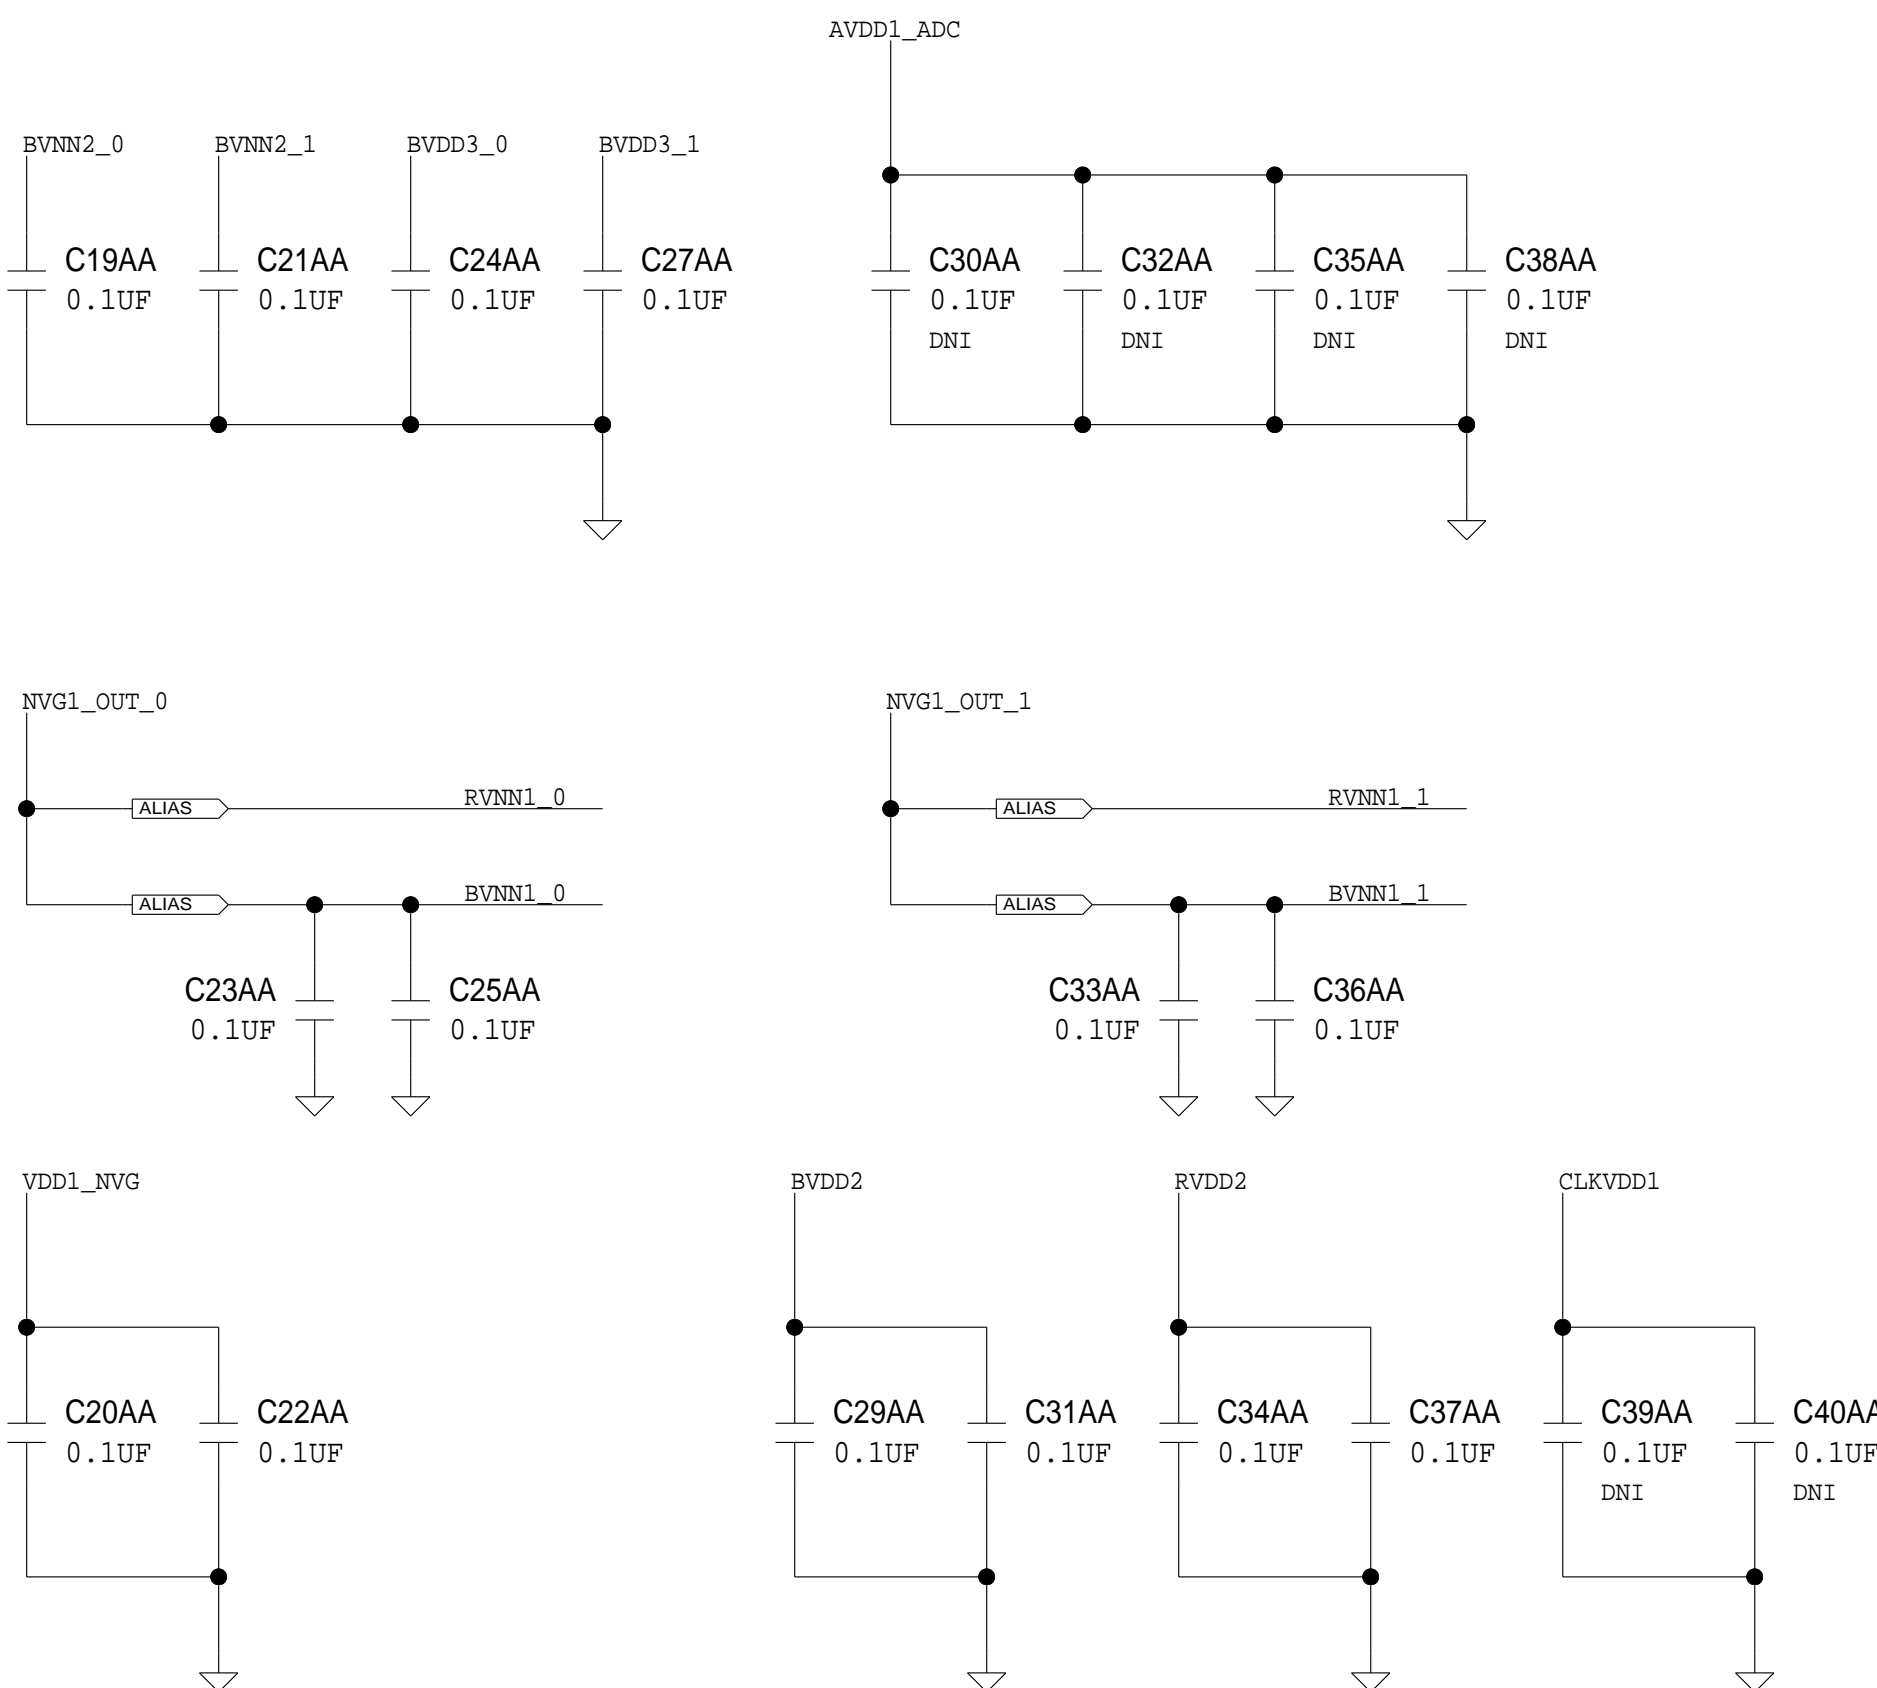 AVDD1_ADC
BVNN2_0 BVNN2_1 BVDD3_0 BVDD3_1
C19AA C21AA C24AA C27AA C30AA C32AA C35AA C38AA
0.1UF 0.1UF 0.1UF 0.1UF 0.1UF 0.1UF 0.1UF 0.1UF
DNI DNI DNI DNI
NVG1_OUT_0 NVG1_OUT_1
ALIAS RVNN1_0 ALIAS RVNN1_1
ALIAS BVNN1_0 ALIAS BVNN1_1
C23AA C25AA C33AA C36AA
0.1UF 0.1UF 0.1UF 0.1UF
VDD1_NVG BVDD2 RVDD2 CLKVDD1
C20AA C22AA C29AA C31AA C34AA C37AA C39AA C40AA
0.1UF 0.1UF 0.1UF 0.1UF 0.1UF 0.1UF 0.1UF 0.1UF
DNI DNI